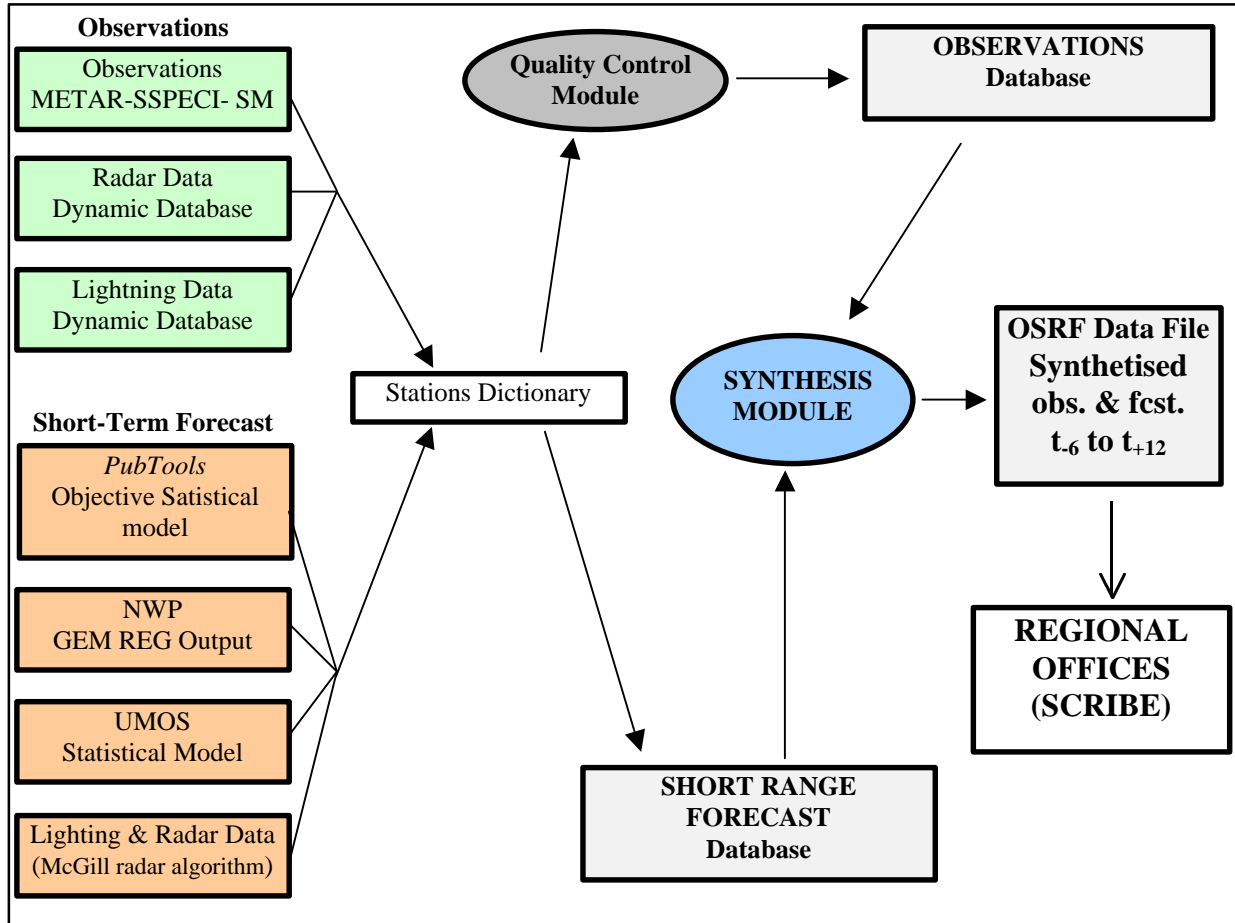 Observations
Observations
METAR-SSPECI- SM
Radar Data
Dynamic Database
Lightning Data
Dynamic Database
Short-Term Forecast
PubTools
Objective Satistical
model
NWP
GEM REG Output
UMOS
Statistical Model
Lighting & Radar Data
(McGill radar algorithm)
Stations Dictionary
Quality Control
Module
OBSERVATIONS
Database
SYNTHESIS
MODULE
SHORT RANGE
FORECAST
Database
OSRF Data File
Synthetised
obs. & fcst.
t-6 to t+12
REGIONAL
OFFICES
(SCRIBE)